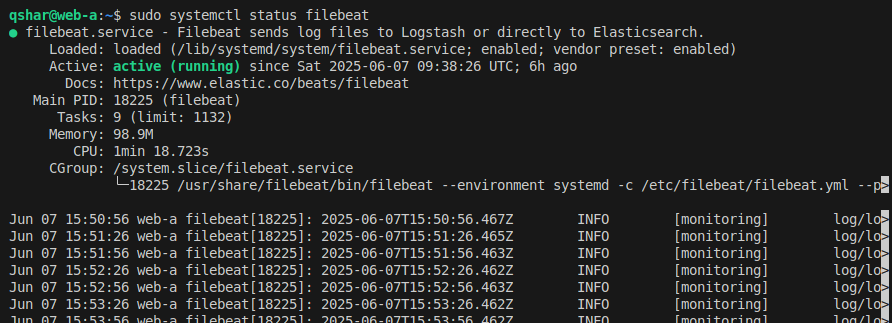 qshar@web-a:~$ sudo systemctl status filebeat
● filebeat.service - Filebeat sends log files to Logstash or directly to Elasticsearch.
Loaded: loaded (/lib/systemd/system/filebeat.service; enabled; vendor preset: enabled)
Active: active (running) since Sat 2025-06-07 09:38:26 UTC; 6h ago
Docs: https://www.elastic.co/beats/filebeat
Main PID: 18225 (filebeat)
Tasks: 9 (limit: 1132)
Memory: 98.9M
CPU: 1min 18.723s
CGroup: /system.slice/filebeat.service
└─18225 /usr/share/filebeat/bin/filebeat --environment systemd -c /etc/filebeat/filebeat.yml --p>
Jun 07 15:50:56 web-a filebeat[18225]: 2025-06-07T15:50:56.467Z INFO [monitoring] log/lo>
Jun 07 15:51:26 web-a filebeat[18225]: 2025-06-07T15:51:26.465Z INFO [monitoring] log/lo>
Jun 07 15:51:56 web-a filebeat[18225]: 2025-06-07T15:51:56.463Z INFO [monitoring] log/lo>
Jun 07 15:52:26 web-a filebeat[18225]: 2025-06-07T15:52:26.462Z INFO [monitoring] log/lo>
Jun 07 15:52:56 web-a filebeat[18225]: 2025-06-07T15:52:56.463Z INFO [monitoring] log/lo>
Jun 07 15:53:26 web-a filebeat[18225]: 2025-06-07T15:53:26.462Z INFO [monitoring] log/lo>
Jun 07 15:53:56 web-a filebeat[18225]: 2025-06-07T15:53:56.462Z INFO [monitoring] log/lo>